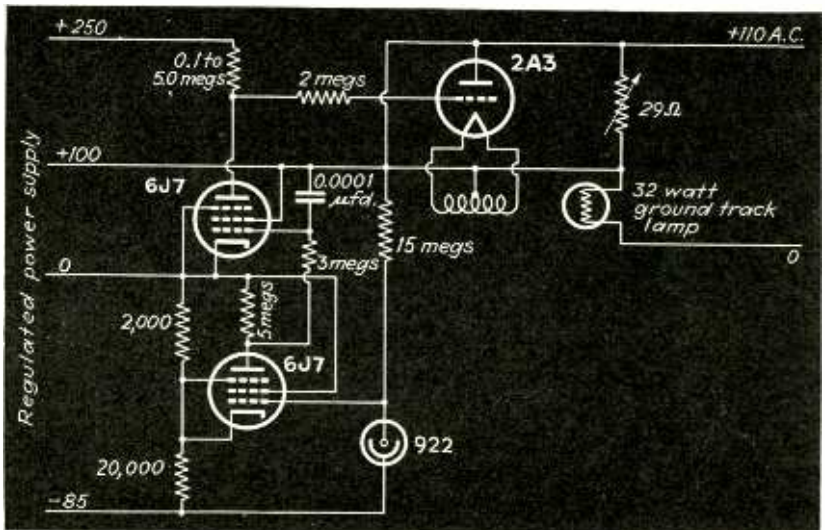 +250
+110 A.C.
0.1 to
5.0 megs
2A3
2 megs
29Ω
Regulated power supply
+100
6J7
0.0001
μfd.
32 watt
ground track
lamp
15 megs
3 megs
0
0
2,000
5 megs
6J7
922
20,000
-85